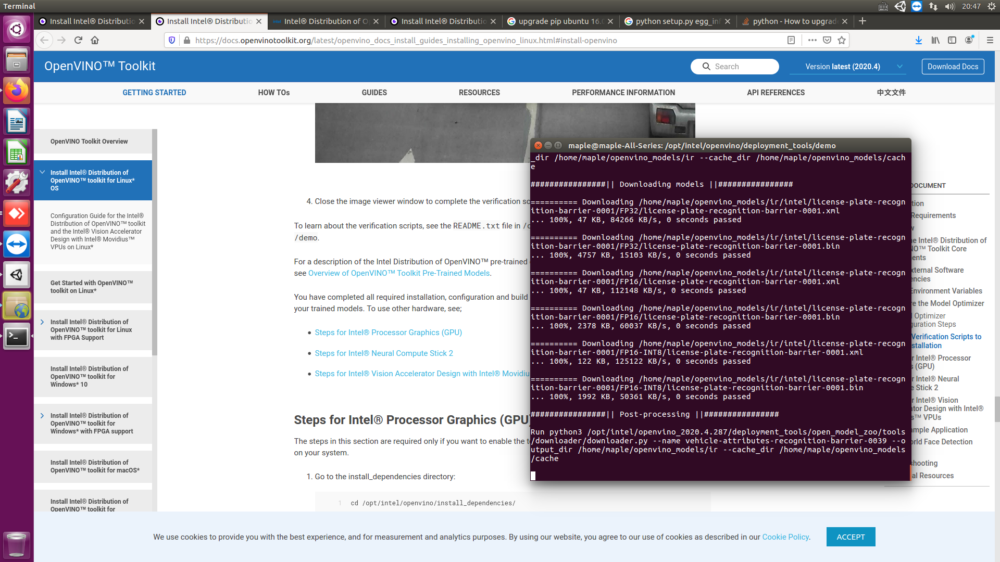 Terminal
20:47
Install Intel® Distributio
Install Intel® Distributio
Intel® Distribution of O
Install Intel® Distributio
upgrade pip ubuntu 16.
python setup.py egg_inf
python - How to upgrade
https://docs.openvinotoolkit.org/latest/openvino_docs_install_guides_installing_openvino_linux.html#install-openvino
OpenVINO™ Toolkit
Search
Version latest (2020.4)
Download Docs
GETTING STARTED
HOW TOs
GUIDES
RESOURCES
PERFORMANCE INFORMATION
API REFERENCES
中文文件
OpenVINO Toolkit Overview
Install Intel® Distribution of
OpenVINO™ toolkit for Linux*
OS
Configuration Guide for the Intel®
Distribution of OpenVINO™ toolkit
and the Intel® Vision Accelerator
Design with Intel® Movidius™
VPUs on Linux*
Get Started with OpenVINO™
toolkit on Linux*
Install Intel® Distribution of
OpenVINO™ toolkit for Linux
with FPGA Support
Install Intel® Distribution of
OpenVINO™ toolkit for
Windows* 10
Install Intel® Distribution of
OpenVINO™ toolkit for
Windows* with FPGA support
Install Intel® Distribution of
OpenVINO™ toolkit for macOS*
Install Intel® Distribution of
OpenVINO™ toolkit for
4. Close the image viewer window to complete the verification sc
To learn about the verification scripts, see the README.txt file in /o
/demo.
For a description of the Intel Distribution of OpenVINO™ pre-trained
see Overview of OpenVINO™ Toolkit Pre-Trained Models.
You have completed all required installation, configuration and build
your trained models. To use other hardware, see;
• Steps for Intel® Processor Graphics (GPU)
• Steps for Intel® Neural Compute Stick 2
• Steps for Intel® Vision Accelerator Design with Intel® Movidiu
Steps for Intel® Processor Graphics (GPU)
The steps in this section are required only if you want to enable the t
on your system.
1. Go to the install_dependencies directory:
1 cd /opt/intel/openvino/install_dependencies/
maple@maple-All-Series: /opt/intel/openvino/deployment_tools/demo
_dir /home/maple/openvino_models/ir --cache_dir /home/maple/openvino_models/cach
e
################|| Downloading models ||################
========== Downloading /home/maple/openvino_models/ir/intel/license-plate-recogn
ition-barrier-0001/FP32/license-plate-recognition-barrier-0001.xml
... 100%, 47 KB, 84266 KB/s, 0 seconds passed
========== Downloading /home/maple/openvino_models/ir/intel/license-plate-recogn
ition-barrier-0001/FP32/license-plate-recognition-barrier-0001.bin
... 100%, 4757 KB, 15103 KB/s, 0 seconds passed
========== Downloading /home/maple/openvino_models/ir/intel/license-plate-recogn
ition-barrier-0001/FP16/license-plate-recognition-barrier-0001.xml
... 100%, 47 KB, 112148 KB/s, 0 seconds passed
========== Downloading /home/maple/openvino_models/ir/intel/license-plate-recogn
ition-barrier-0001/FP16/license-plate-recognition-barrier-0001.bin
... 100%, 2378 KB, 60037 KB/s, 0 seconds passed
========== Downloading /home/maple/openvino_models/ir/intel/license-plate-recogn
ition-barrier-0001/FP16-INT8/license-plate-recognition-barrier-0001.xml
... 100%, 122 KB, 125122 KB/s, 0 seconds passed
========== Downloading /home/maple/openvino_models/ir/intel/license-plate-recogn
ition-barrier-0001/FP16-INT8/license-plate-recognition-barrier-0001.bin
... 100%, 1992 KB, 50361 KB/s, 0 seconds passed
################|| Post-processing ||################
Run python3 /opt/intel/openvino_2020.4.287/deployment_tools/open_model_zoo/tools
/downloader/downloader.py --name vehicle-attributes-recognition-barrier-0039 --o
utput_dir /home/maple/openvino_models/ir --cache_dir /home/maple/openvino_models
/cache
DOCUMENT
tion
Requirements
w
he Intel® Distribution of
NO™ Toolkit Core
ents
xternal Software
encies
Environment Variables
re the Model Optimizer
l Optimizer
guration Steps
Verification Scripts to
stallation
r Intel® Processor
s (GPU)
r Intel® Neural
e Stick 2
r Intel® Vision
ator Design with Intel®
s™ VPUs
ample Application
orld Face Detection
shooting
al Resources
We use cookies to provide you with the best experience, and for measurement and analytics purposes. By using our website, you agree to our use of cookies as described in our Cookie Policy.
ACCEPT